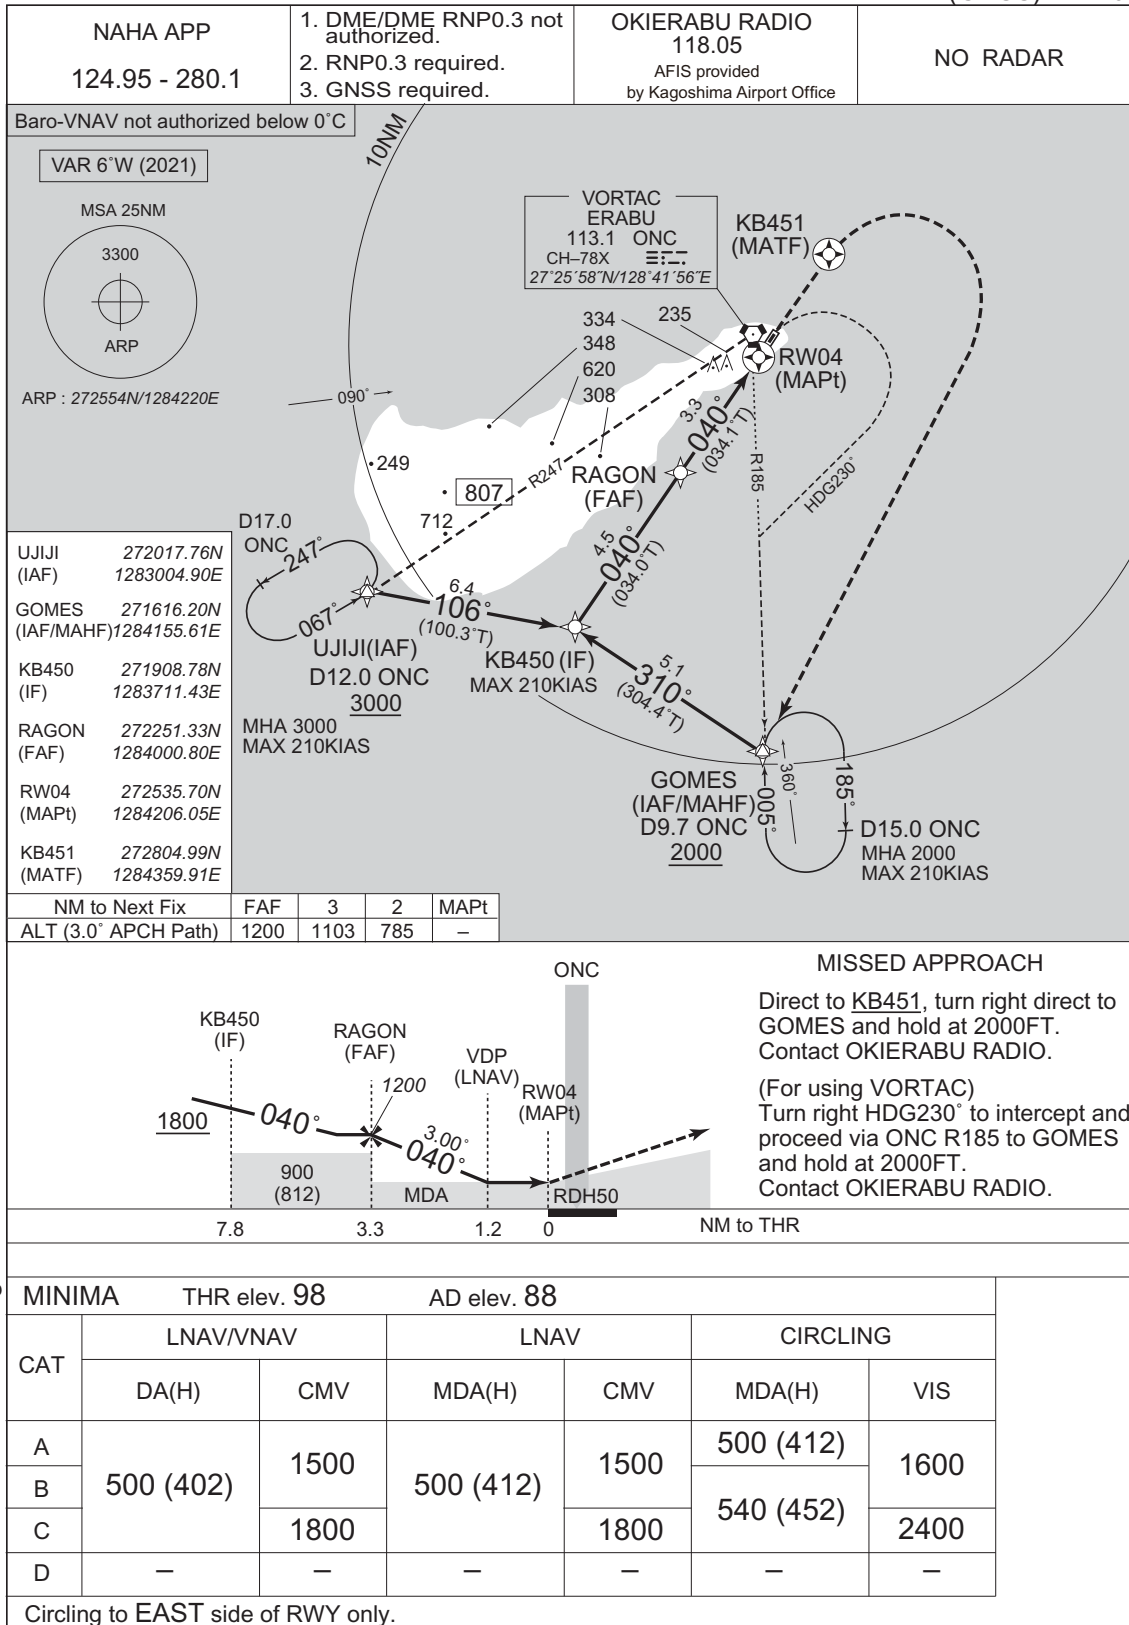 NAHA APP
124.95 - 280.1
1. DME/DME RNP0.3 not
authorized.
2. RNP0.3 required.
3. GNSS required.
OKIERABU RADIO
118.05
AFIS provided
by Kagoshima Airport Office
NO RADAR
Baro-VNAV not authorized below 0˚C
VAR 6˚W (2021)
MSA 25NM
3300
ARP
ARP : 272554N/1284220E
10NM
VORTAC
ERABU
113.1 ONC
CH–78X
27˚25´58˝N/128˚41´56˝E
KB451
(MATF)
334
235
348
620
308
RW04
(MAPt)
090˚
3.3
040˚
(034.1˚T)
R185
HDG230˚
249
R247
RAGON
(FAF)
807
712
D17.0
ONC
247˚
067˚
4.5
040˚
(034.0˚T)
6.4
106˚
(100.3˚T)
UJIJI(IAF)
D12.0 ONC
3000
MHA 3000
MAX 210KIAS
KB450 (IF)
MAX 210KIAS
5.1
310˚
(304.4˚T)
GOMES
(IAF/MAHF)
D9.7 ONC
2000
005˚
360˚
185˚
D15.0 ONC
MHA 2000
MAX 210KIAS
UJIJI 272017.76N
(IAF) 1283004.90E
GOMES 271616.20N
(IAF/MAHF)1284155.61E
KB450 271908.78N
(IF) 1283711.43E
RAGON 272251.33N
(FAF) 1284000.80E
RW04 272535.70N
(MAPt) 1284206.05E
KB451 272804.99N
(MATF) 1284359.91E
NM to Next Fix FAF 3 2 MAPt
ALT (3.0˚ APCH Path) 1200 1103 785 –
ONC
KB450
(IF)
RAGON
(FAF)
VDP
(LNAV)
RW04
(MAPt)
1200
1800
040˚
3.00˚
040˚
900
(812)
MDA
RDH50
7.8 3.3 1.2 0 NM to THR
MISSED APPROACH
Direct to KB451, turn right direct to
GOMES and hold at 2000FT.
Contact OKIERABU RADIO.
(For using VORTAC)
Turn right HDG230˚ to intercept and
proceed via ONC R185 to GOMES
and hold at 2000FT.
Contact OKIERABU RADIO.
MINIMA THR elev. 98 AD elev. 88
CAT LNAV/VNAV LNAV CIRCLING
DA(H) CMV MDA(H) CMV MDA(H) VIS
A 500 (402) 1500 500 (412) 1500 500 (412) 1600
B 540 (452)
C 1800 1800 2400
D – – – – – –
Circling to EAST side of RWY only.